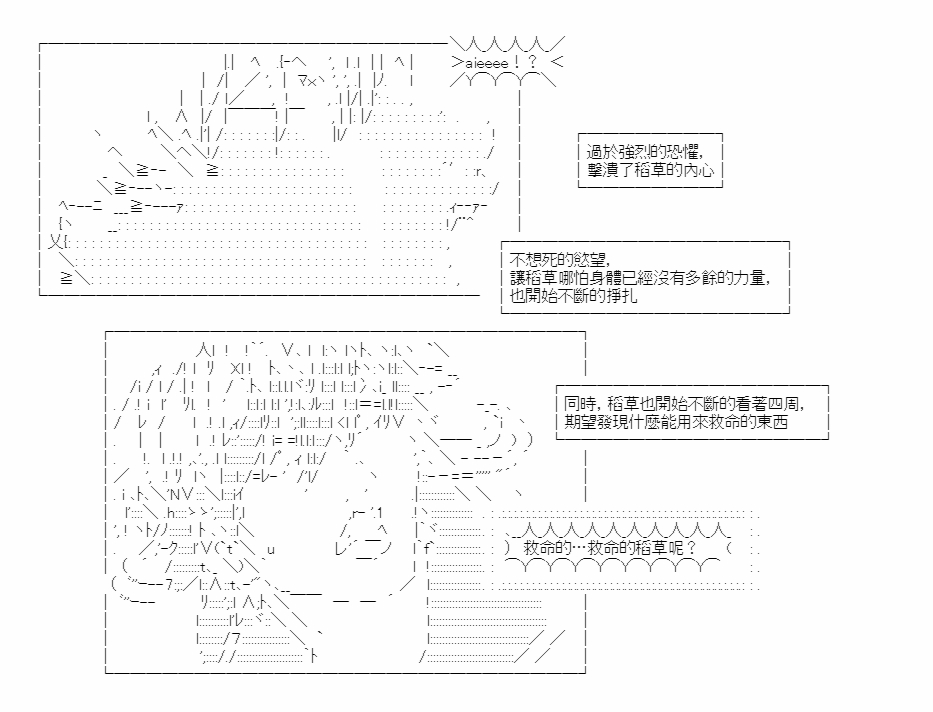 aieeee！？
過於強烈的恐懼，
擊潰了稻草的內心
不想死的慾望，
讓稻草哪怕身體已經沒有多餘的力量，
也開始不斷的掙扎
同時，稻草也開始不斷的看著四周，
期望發現什麼能用來救命的東西
救命的…救命的稻草呢？